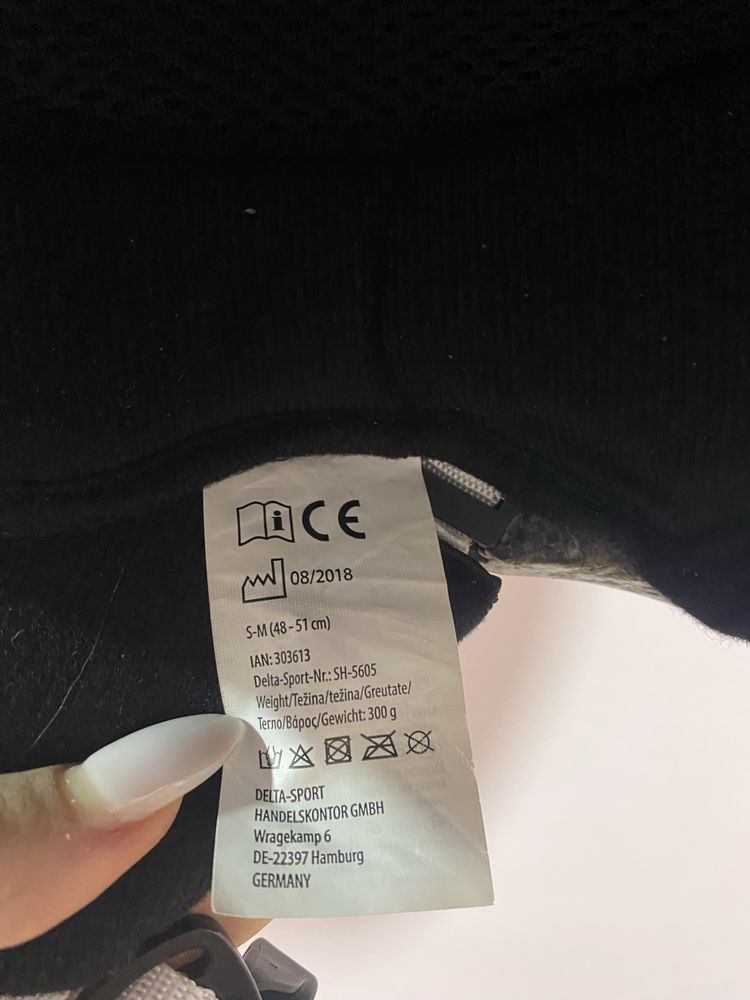 i CE
08/2018
S-M (48-51 cm)
IAN: 303613
Delta-Sport-Nr.: SH-5605
Weight/Težina/težina/Greutate/
Terno/Βάρος/Gewicht: 300 g
DELTA-SPORT
HANDELSKONTOR GMBH
Wragekamp 6
DE-22397 Hamburg
GERMANY